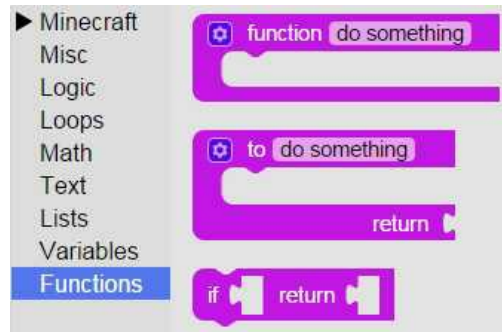 Minecraft
Misc
Logic
Loops
Math
Text
Lists
Variables
Functions
function do something
to do something
return
if return